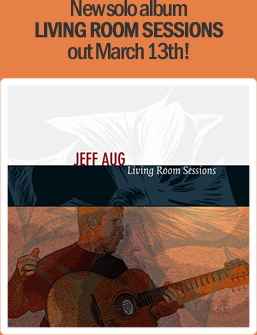 New solo album
LIVING ROOM SESSIONS
out March 13th!
JEFF AUG
Living Room Sessions